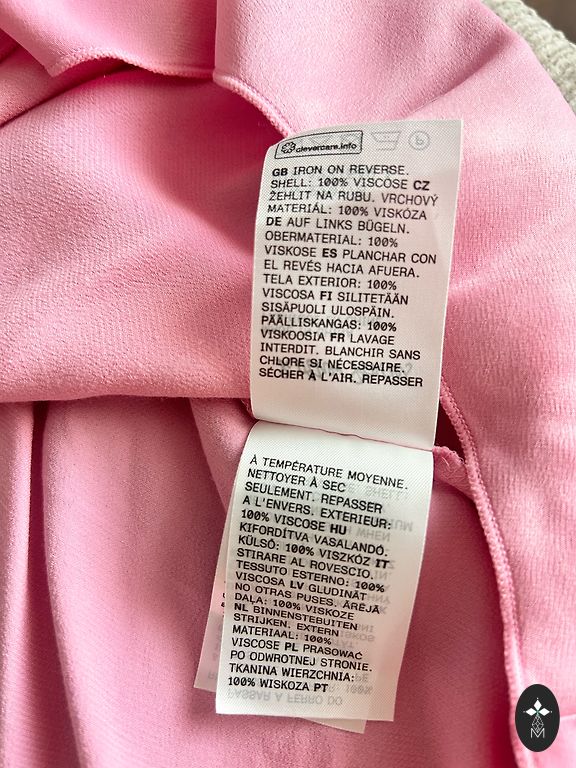 clevercare.info
GB IRON ON REVERSE.
SHELL: 100% VISCOSE CZ
ŽEHLIT NA RUBU. VRCHOVÝ
MATERIÁL: 100% VISKÓZA
DE AUF LINKS BÜGELN.
OBERMATERIAL: 100%
VISKOSE ES PLANCHAR CON
EL REVÉS HACIA AFUERA.
TELA EXTERIOR: 100%
VISCOSA FI SILITETÄÄN
SISÄPUOLI ULOSPÄIN.
PÄÄLLISKANGAS: 100%
VISKOOSIA FR LAVAGE
INTERDIT. BLANCHIR SANS
CHLORE SI NÉCESSAIRE.
SÉCHER À L'AIR. REPASSER
À TEMPÉRATURE MOYENNE.
NETTOYER À SEC
SEULEMENT. REPASSER
A L'ENVERS. EXTERIEUR:
100% VISCOSE HU
KIFORDÍTVA VASALANDÓ.
KÜLSŐ: 100% VISZKÓZ IT
STIRARE AL ROVESCIO.
TESSUTO ESTERNO: 100%
VISCOSA LV GLUDINĀT
NO OTRAS PUSES. ĀRĒJĀ
DAĻA: 100% VISKOZE
NL BINNENSTEBUITEN
STRIJKEN. EXTERN
MATERIAAL: 100%
VISCOSE PL PRASOWAĆ
PO ODWROTNEJ STRONIE.
TKANINA WIERZCHNIA:
100% WISKOZA PT
PASSAR A FERRO DO
M